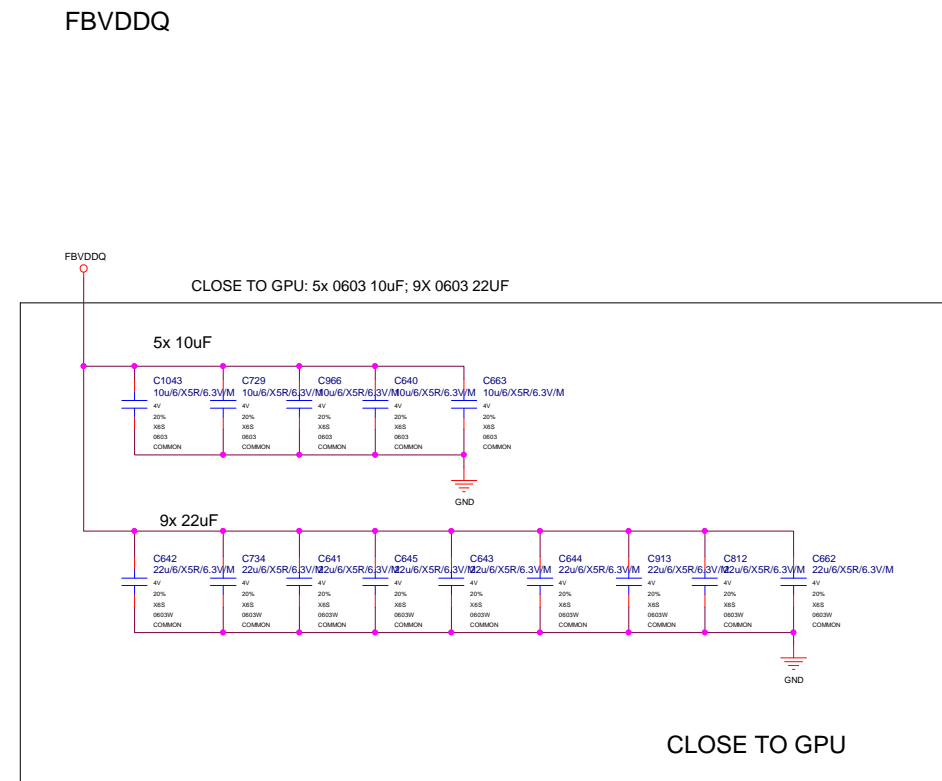 FBVDDQ
FBVDDQ
CLOSE TO GPU: 5x 0603 10uF; 9X 0603 22UF
5x 10uF
C1043 C729 C966 C640 C663
10u/6/X5R/6.3V/M 10u/6/X5R/6.3V/M 10u/6/X5R/6.3V/M 10u/6/X5R/6.3V/M 10u/6/X5R/6.3V/M
4V 4V 4V 4V 4V
20% 20% 20% 20% 20%
X6S X6S X6S X6S X6S
0603 0603 0603 0603 0603
COMMON COMMON COMMON COMMON COMMON
GND
9x 22uF
C642 C734 C641 C645 C643 C644 C913 C812 C662
22u/6/X5R/6.3V/M 22u/6/X5R/6.3V/M 22u/6/X5R/6.3V/M 22u/6/X5R/6.3V/M 22u/6/X5R/6.3V/M 22u/6/X5R/6.3V/M 22u/6/X5R/6.3V/M 22u/6/X5R/6.3V/M 22u/6/X5R/6.3V/M
4V 4V 4V 4V 4V 4V 4V 4V 4V
20% 20% 20% 20% 20% 20% 20% 20% 20%
X6S X6S X6S X6S X6S X6S X6S X6S X6S
0603W 0603W 0603W 0603W 0603W 0603W 0603W 0603W 0603W
COMMON COMMON COMMON COMMON COMMON COMMON COMMON COMMON COMMON
GND
CLOSE TO GPU